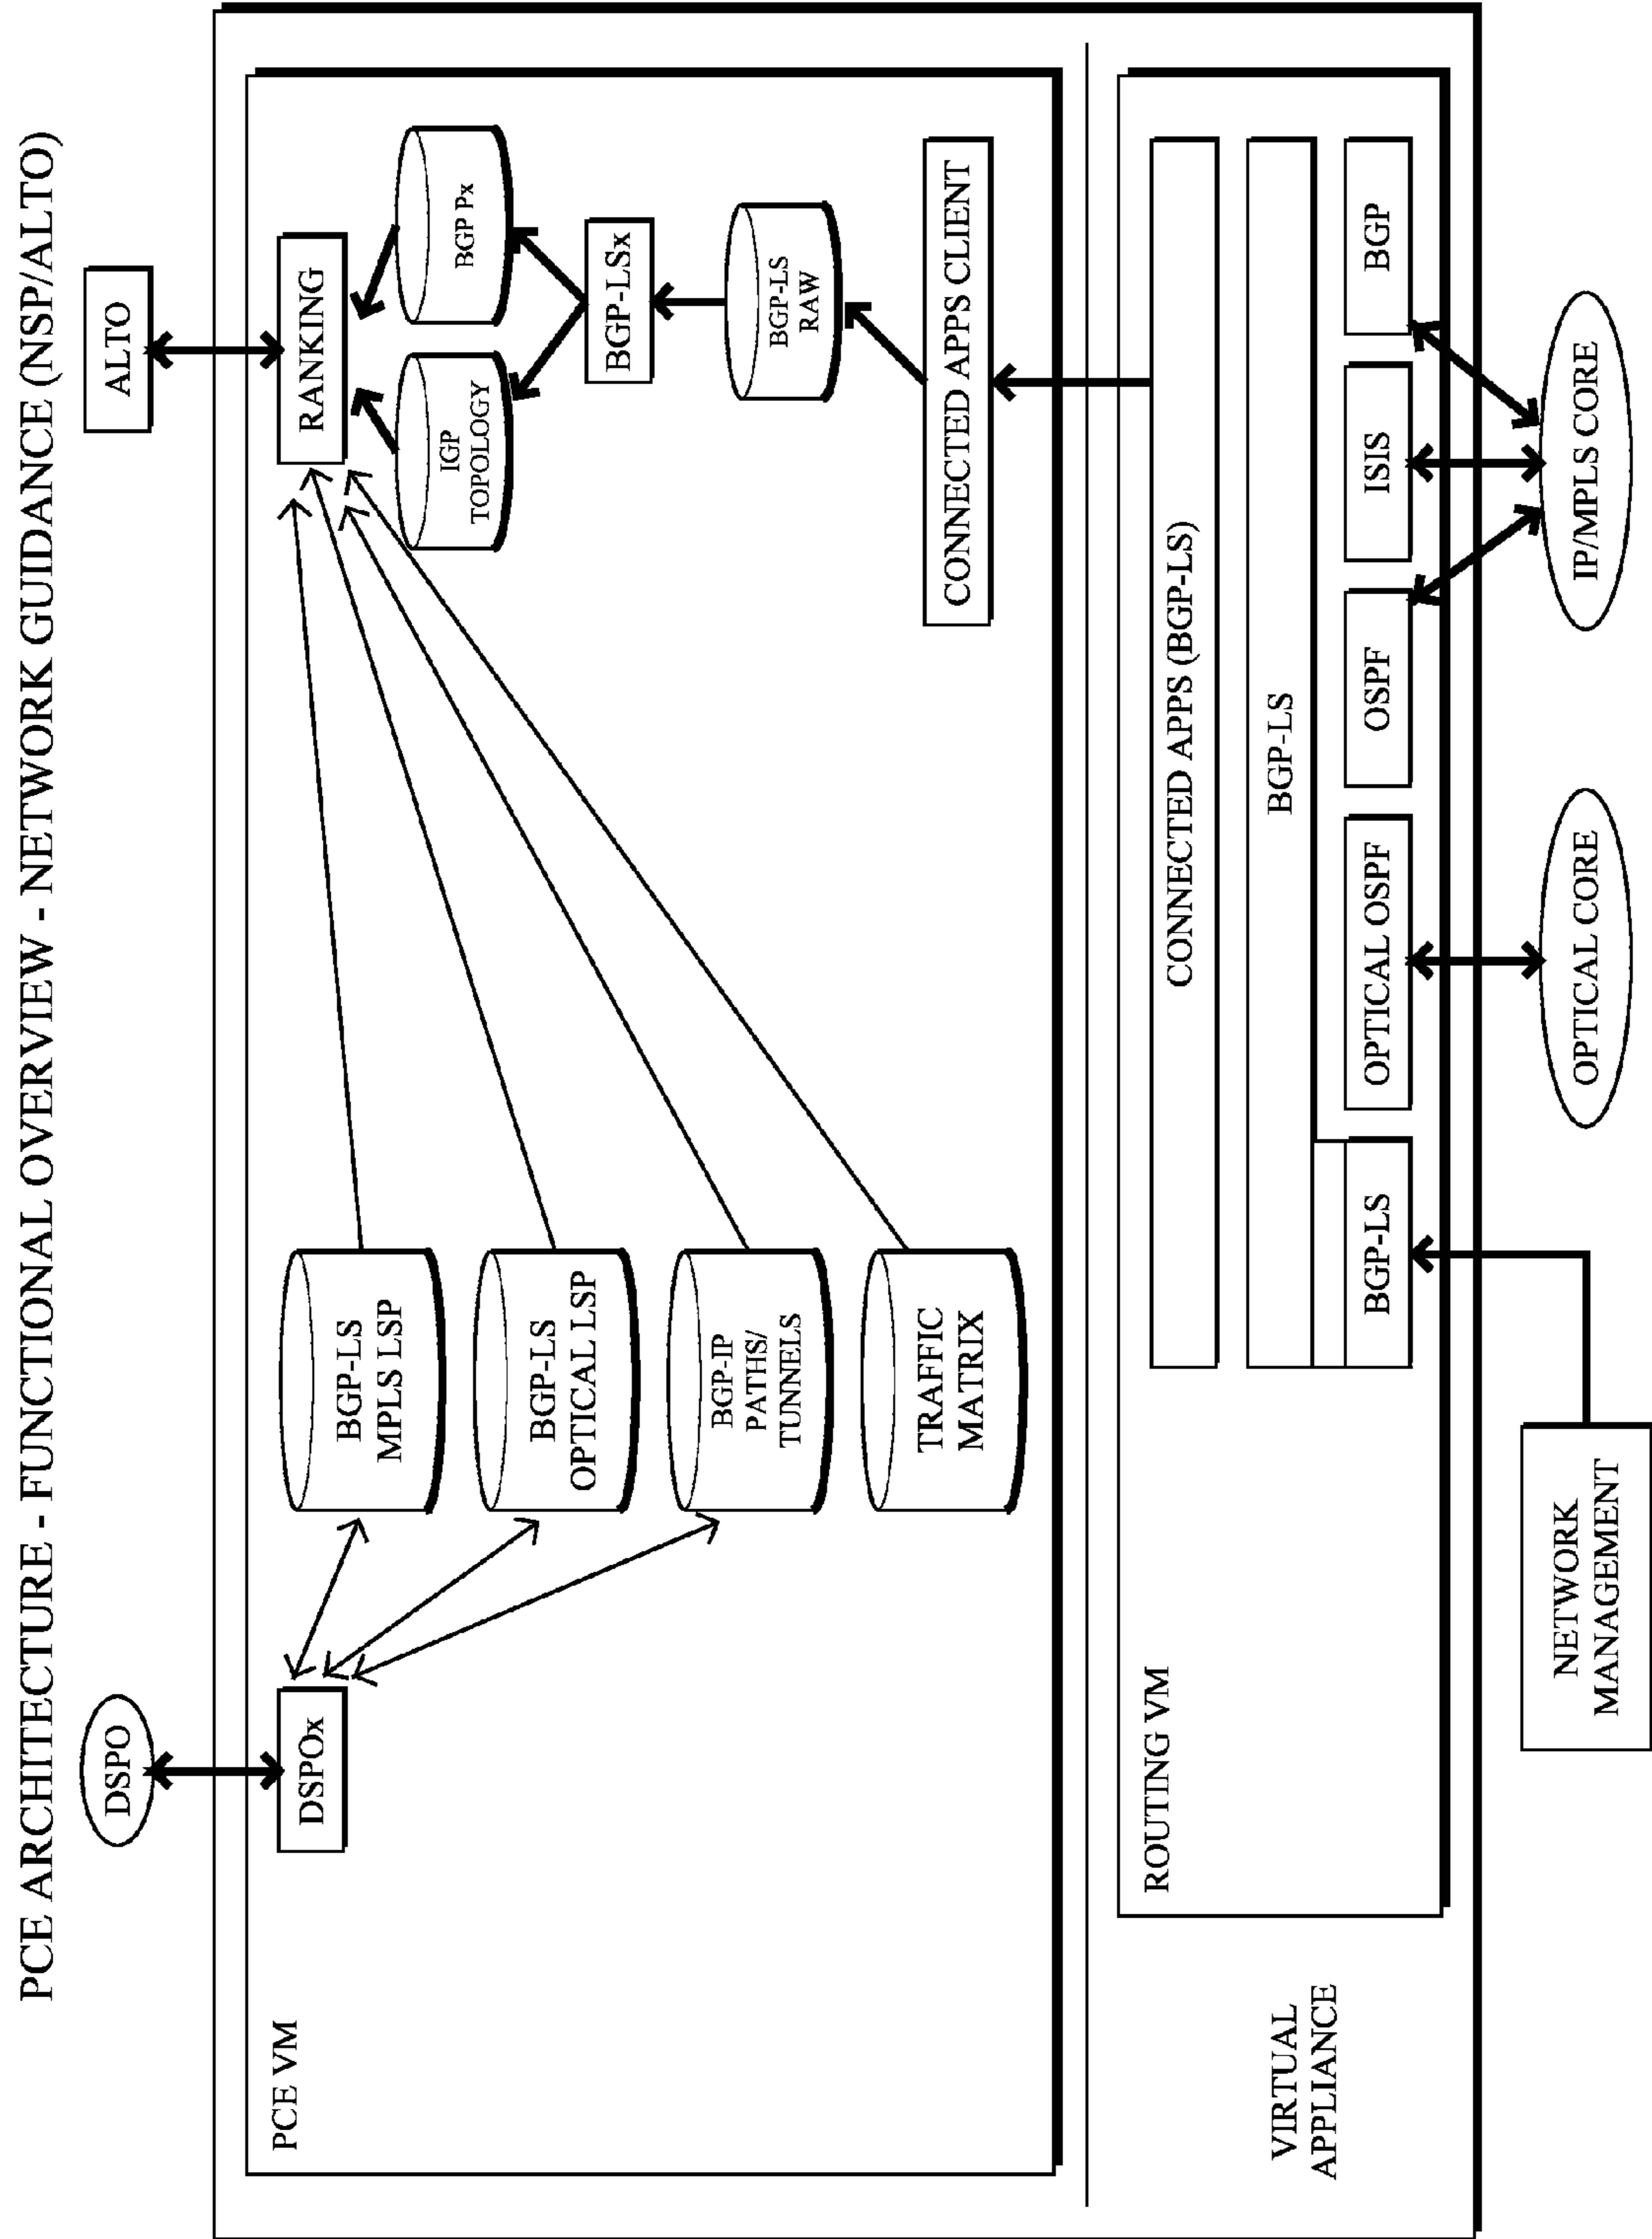 PCE ARCHITECTURE - FUNCTIONAL OVERVIEW - NETWORK GUIDANCE (NSP/ALTO)
DSPO
ALTO
PCE VM
DSPOx
RANKING
BGP-LS
MPLS LSP
BGP-LS
OPTICAL LSP
BGP-IP
PATHS/
TUNNELS
TRAFFIC
MATRIX
IGP
TOPOLOGY
BGP Px
BGP-LSx
BGP-LS
RAW
CONNECTED APPS CLIENT
ROUTING VM
CONNECTED APPS (BGP-LS)
BGP-LS
BGP-LS
OPTICAL OSPF
OSPF
ISIS
BGP
VIRTUAL
APPLIANCE
NETWORK
MANAGEMENT
OPTICAL CORE
IP/MPLS CORE